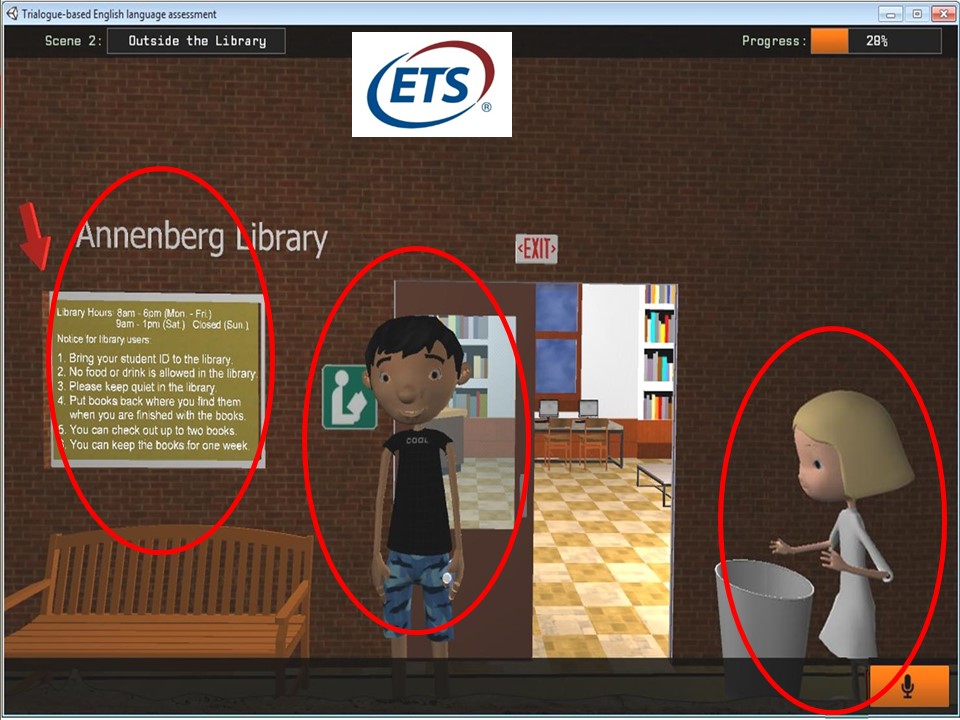 Trialogue-based English language assessment
Scene 2: Outside the Library
Progress: 28%
ETS®
Annenberg Library
‹EXIT›
Library Hours: 8am - 6pm (Mon. - Fri.)
9am - 1pm (Sat.) Closed (Sun.)
Notice for library users:
1. Bring your student ID to the library.
2. No food or drink is allowed in the library.
3. Please keep quiet in the library.
4. Put books back where you find them
when you are finished with the books.
5. You can check out up to two books.
6. You can keep the books for one week.
COOL